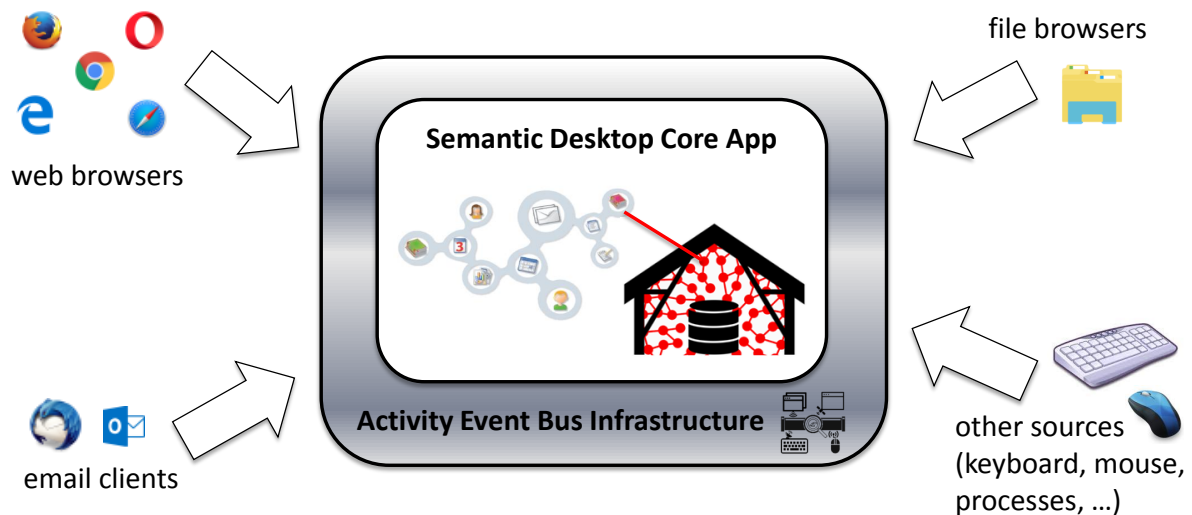 file browsers
web browsers
Semantic Desktop Core App
3
Activity Event Bus Infrastructure
email clients
other sources
(keyboard, mouse,
processes, …)